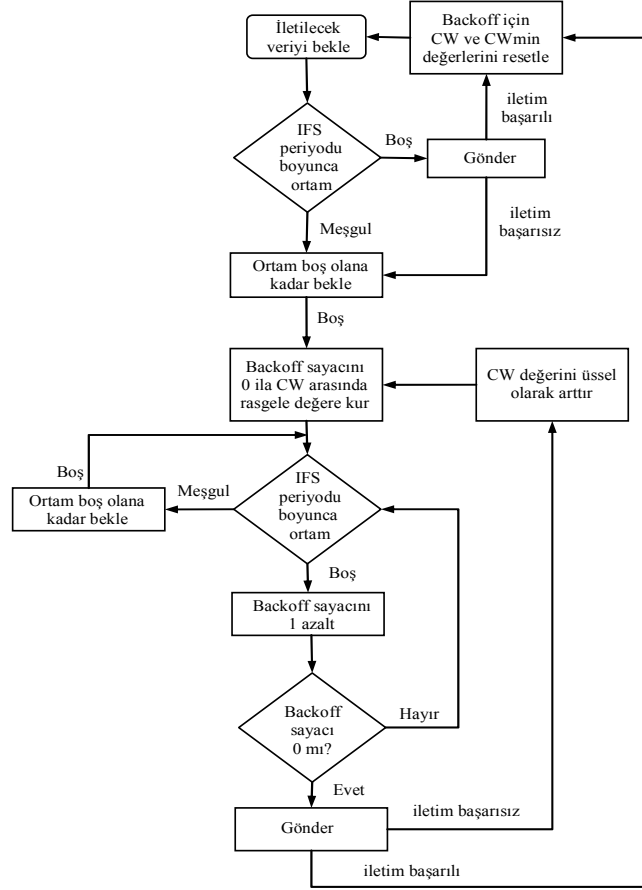 İletilecek
veriyi bekle
Backoff için
CW ve CWmin
değerlerini resetle
iletim
başarılı
IFS
periyodu
boyunca
ortam
Boş
Gönder
iletim
başarısız
Meşgul
Ortam boş olana
kadar bekle
Boş
Backoff sayacını
0 ila CW arasında
rasgele değere kur
CW değerini üssel
olarak arttır
Boş
Ortam boş olana
kadar bekle
Meşgul
IFS
periyodu
boyunca
ortam
Boş
Backoff sayacını
1 azalt
Backoff
sayacı
0 mı?
Hayır
Evet
Gönder
iletim başarısız
iletim başarılı